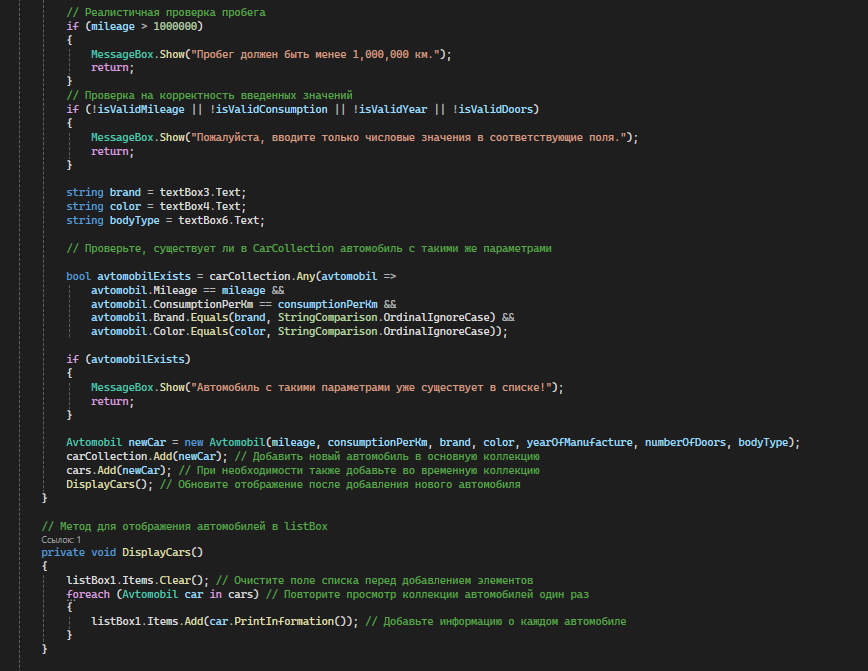 // Реалистичная проверка пробега
if (mileage > 1000000)
{
MessageBox.Show("Пробег должен быть менее 1,000,000 км.");
return;
}
// Проверка на корректность введенных значений
if (!isValidMileage || !isValidConsumption || !isValidYear || !isValidDoors)
{
MessageBox.Show("Пожалуйста, вводите только числовые значения в соответствующие поля.");
return;
}
string brand = textBox3.Text;
string color = textBox4.Text;
string bodyType = textBox6.Text;
// Проверьте, существует ли в CarCollection автомобиль с такими же параметрами
bool avtomobilExists = carCollection.Any(avtomobil =>
avtomobil.Mileage == mileage &&
avtomobil.ConsumptionPerKm == consumptionPerKm &&
avtomobil.Brand.Equals(brand, StringComparison.OrdinalIgnoreCase) &&
avtomobil.Color.Equals(color, StringComparison.OrdinalIgnoreCase));
if (avtomobilExists)
{
MessageBox.Show("Автомобиль с такими параметрами уже существует в списке!");
return;
}
Avtomobil newCar = new Avtomobil(mileage, consumptionPerKm, brand, color, yearOfManufacture, numberOfDoors, bodyType);
carCollection.Add(newCar); // Добавить новый автомобиль в основную коллекцию
cars.Add(newCar); // При необходимости также добавьте во временную коллекцию
DisplayCars(); // Обновите отображение после добавления нового автомобиля
}
// Метод для отображения автомобилей в listBox
Ссылок: 1
private void DisplayCars()
{
listBox1.Items.Clear(); // Очистите поле списка перед добавлением элементов
foreach (Avtomobil car in cars) // Повторите просмотр коллекции автомобилей один раз
{
listBox1.Items.Add(car.PrintInformation()); // Добавьте информацию о каждом автомобиле
}
}